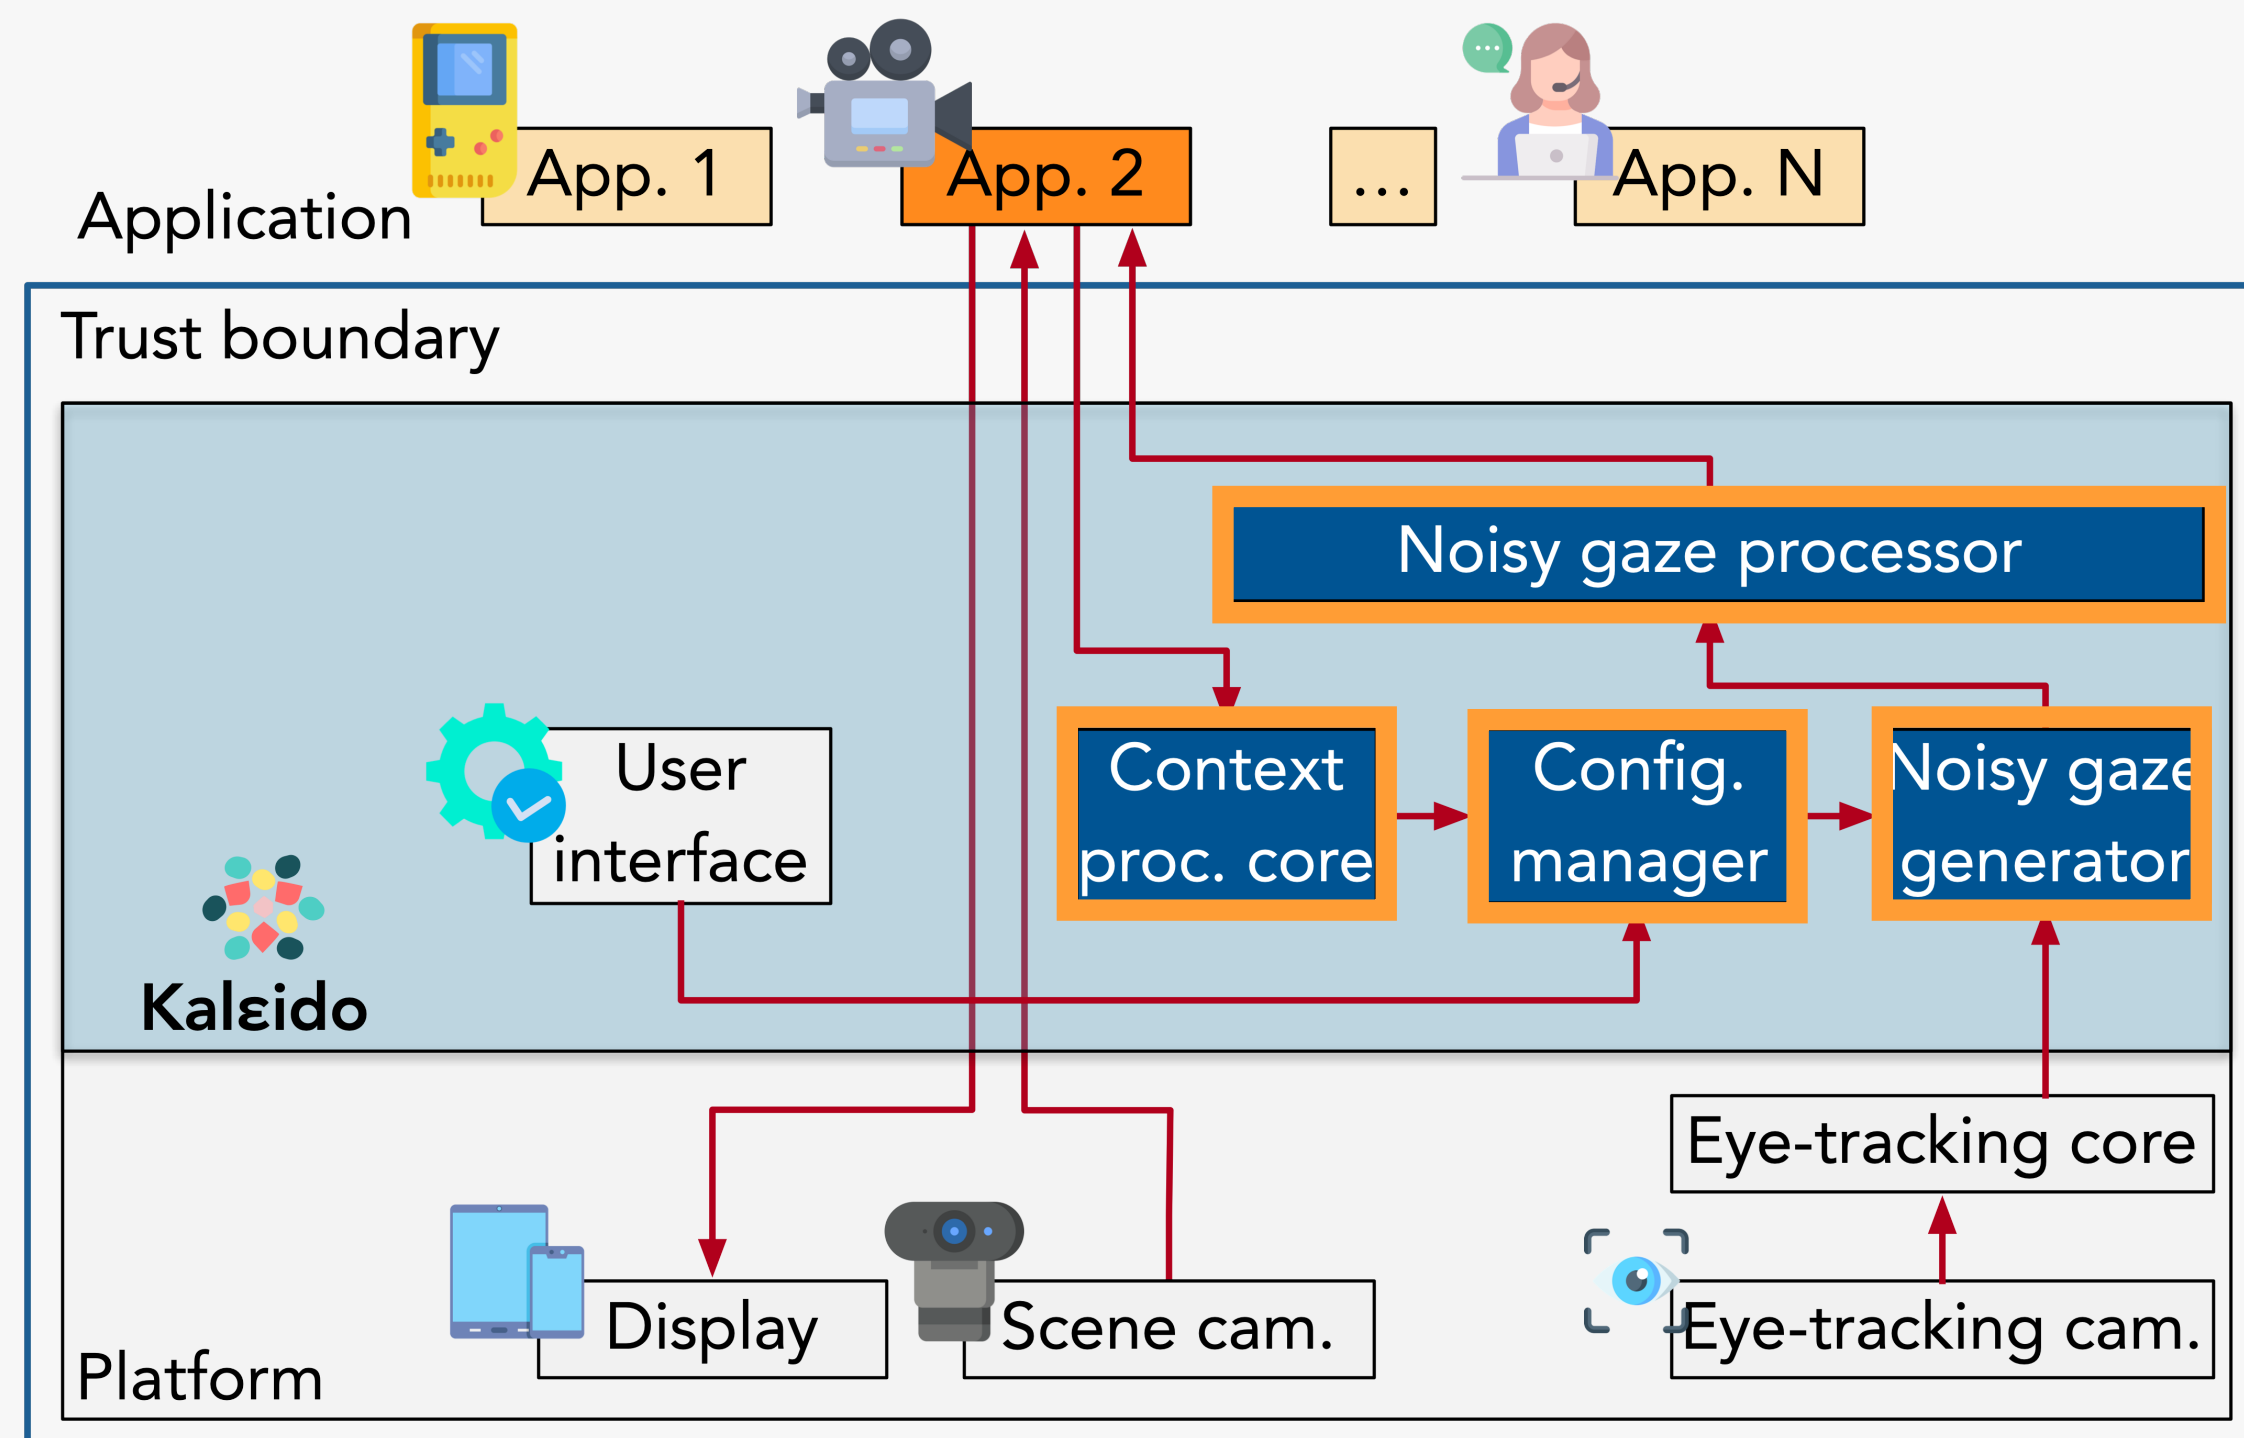 App. 1
App. 2
...
App. N
Application
Trust boundary
Noisy gaze processor
User
interface
Context
proc. core
Config.
manager
Noisy gaze
generator
Kalεido
Eye-tracking core
Display
Scene cam.
Eye-tracking cam.
Platform